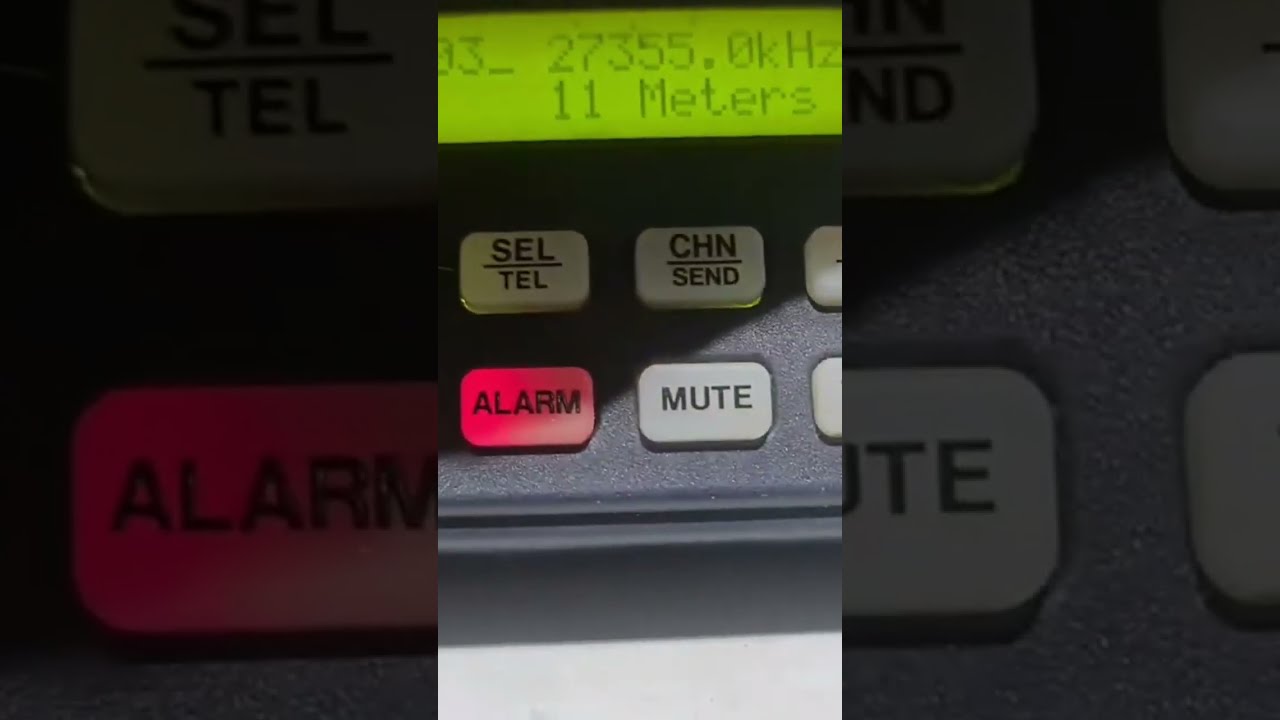 03_ 27355.0kHz
11 Meters
SEL
TEL
CHN
SEND
ALARM
MUTE